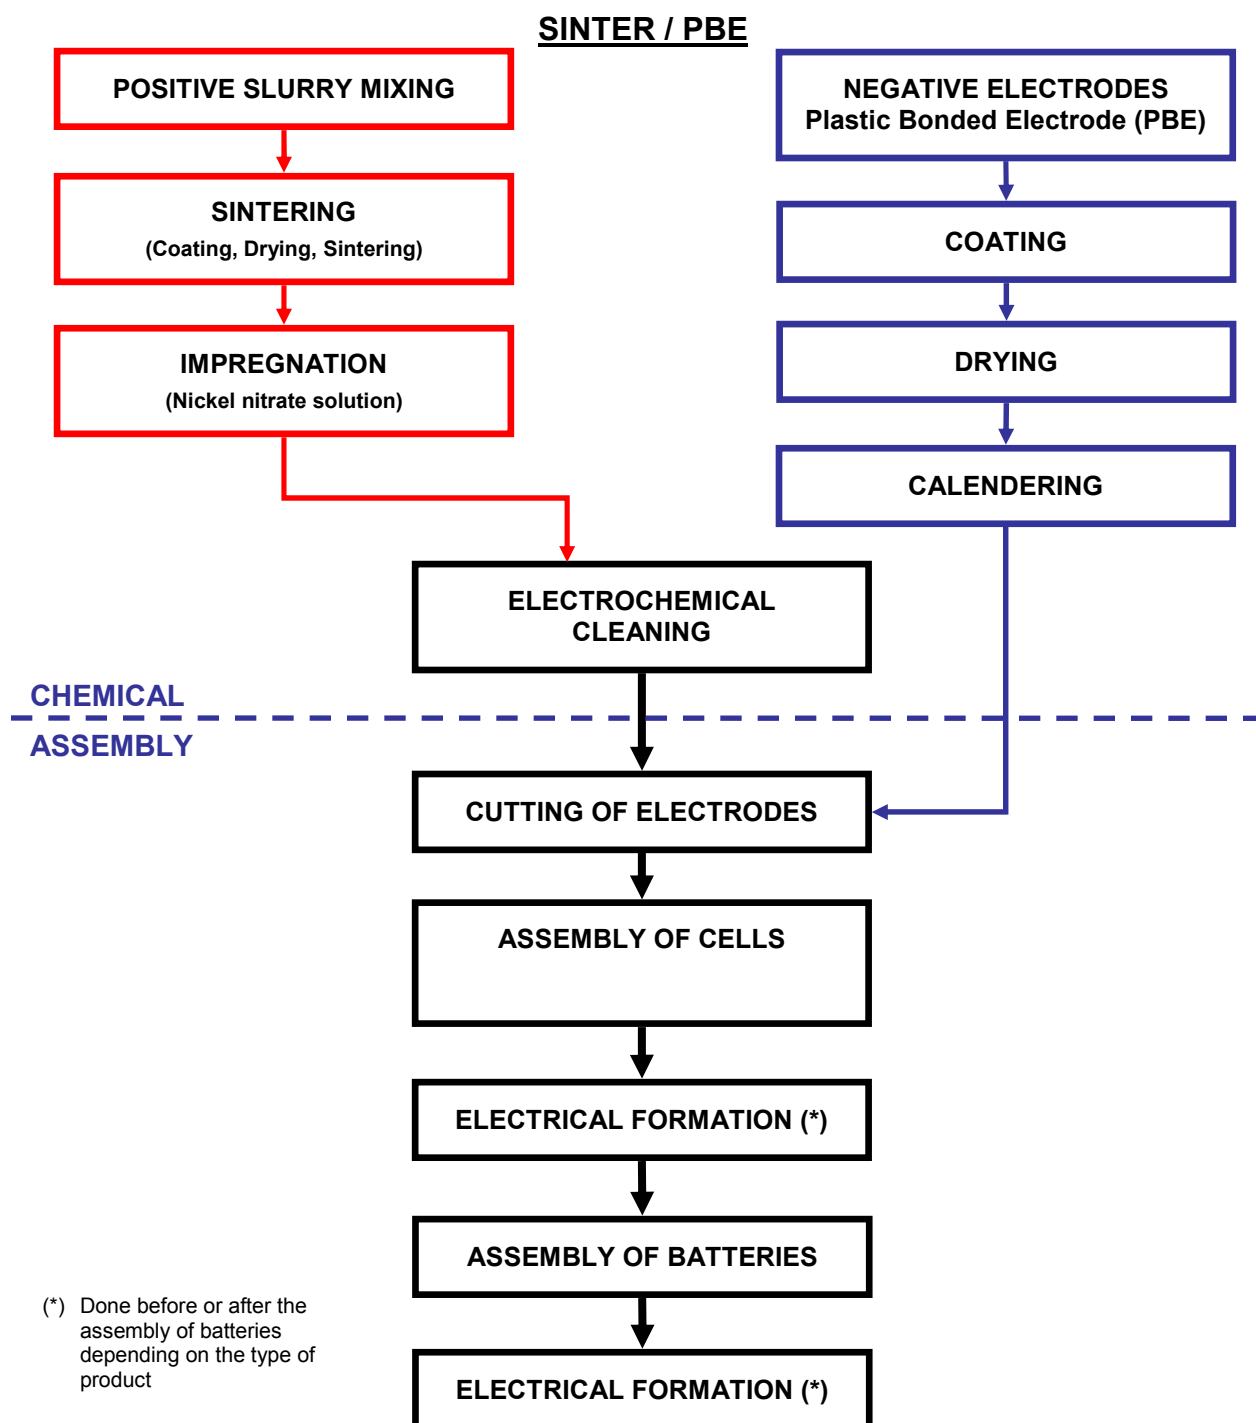 SINTER / PBE
POSITIVE SLURRY MIXING
SINTERING
(Coating, Drying, Sintering)
IMPREGNATION
(Nickel nitrate solution)
NEGATIVE ELECTRODES
Plastic Bonded Electrode (PBE)
COATING
DRYING
CALENDERING
ELECTROCHEMICAL
CLEANING
CHEMICAL
ASSEMBLY
CUTTING OF ELECTRODES
ASSEMBLY OF CELLS
ELECTRICAL FORMATION (*)
ASSEMBLY OF BATTERIES
ELECTRICAL FORMATION (*)
(*) Done before or after the
assembly of batteries
depending on the type of
product